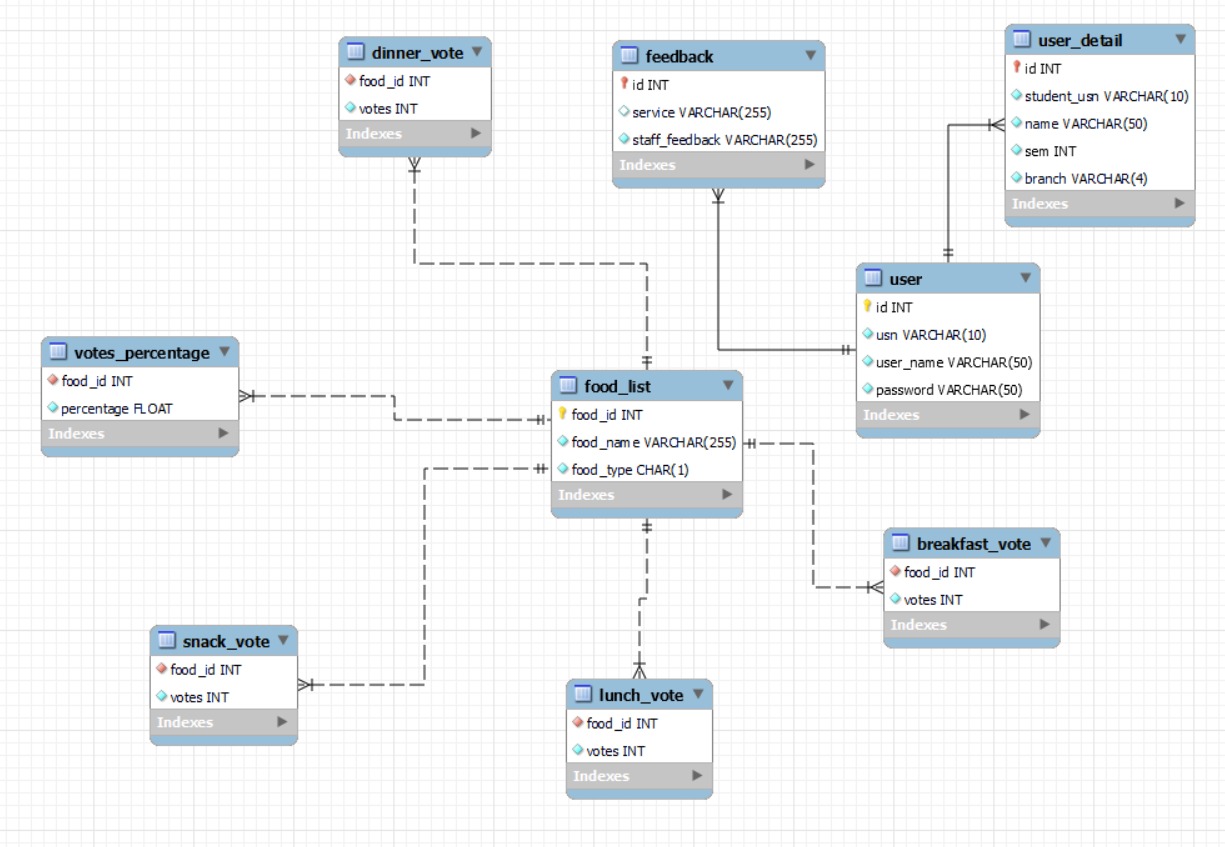 dinner_vote
food_id INT
votes INT
Indexes
feedback
id INT
service VARCHAR(255)
staff_feedback VARCHAR(255)
Indexes
user_detail
id INT
student_usn VARCHAR(10)
name VARCHAR(50)
sem INT
branch VARCHAR(4)
Indexes
user
id INT
usn VARCHAR(10)
user_name VARCHAR(50)
password VARCHAR(50)
Indexes
votes_percentage
food_id INT
percentage FLOAT
Indexes
food_list
food_id INT
food_name VARCHAR(255)
food_type CHAR(1)
Indexes
breakfast_vote
food_id INT
votes INT
Indexes
snack_vote
food_id INT
votes INT
Indexes
lunch_vote
food_id INT
votes INT
Indexes